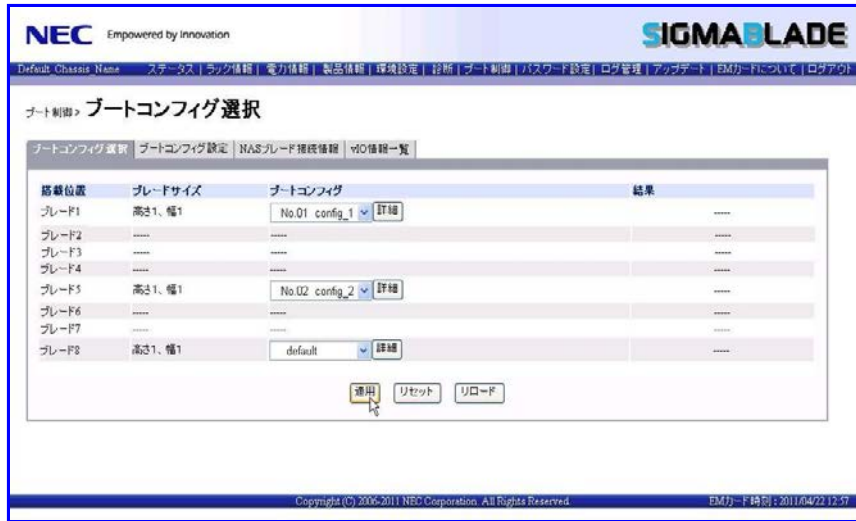 NEC Empowered by Innovation
SIGMABLADE
Default Chassis Name ステータス | ラック情報 | 電力情報 | 製品情報 | 環境設定 | 診断 | ブート制御 | パスワード設定 | ログ管理 | アップデート | EMカードについて | ログアウト
ブート制御> ブートコンフィグ選択
ブートコンフィグ選択 ブートコンフィグ設定 NASブレード接続情報 vIO情報一覧
搭載位置 ブレードサイズ ブートコンフィグ 結果
ブレード1 高さ1、幅1 No.01 config_1 詳細 -----
ブレード2 ----- ----- -----
ブレード3 ----- ----- -----
ブレード4 ----- ----- -----
ブレード5 高さ1、幅1 No.02 config_2 詳細 -----
ブレード6 ----- ----- -----
ブレード7 ----- ----- -----
ブレード8 高さ1、幅1 default 詳細 -----
適用 リセット リロード
Copyright (C) 2006-2011 NEC Corporation. All Rights Reserved. EMカード時刻 : 2011/04/22 12:57